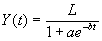 Y(t) = L / (1 + ae^{-bt})